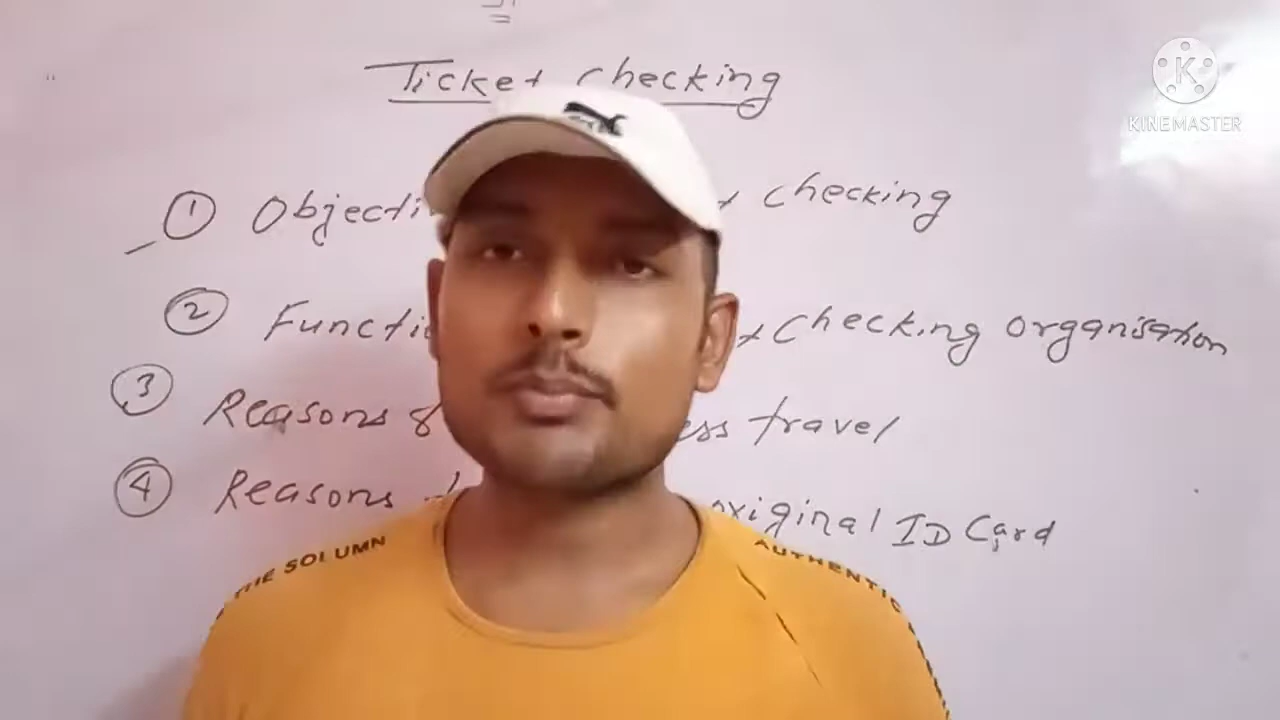 Ticket Checking
KINEMASTER
① Objecti checking
② Functi Checking Organisation
③ Reasons travel
④ Reasons original ID Card
THE SOLUMN
AUTHENTIC